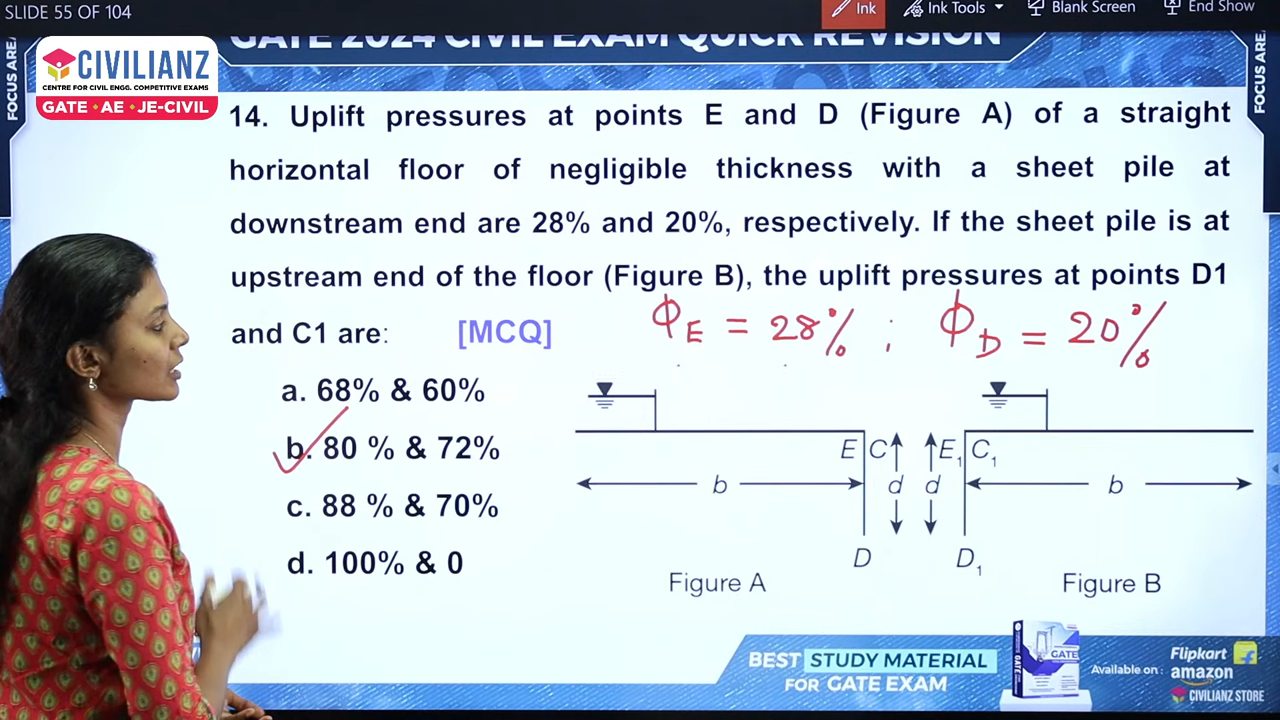 SLIDE 55 OF 104
Ink
Ink Tools
Blank Screen
End Show
GATE 2024 CIVIL EXAM QUICK REVISION
FOCUS AREA
FOCUS AREA
CIVILIANZ
CENTRE FOR CIVIL ENGG. COMPETITIVE EXAMS
GATE • AE • JE-CIVIL
14. Uplift pressures at points E and D (Figure A) of a straight
horizontal floor of negligible thickness with a sheet pile at
downstream end are 28% and 20%, respectively. If the sheet pile is at
upstream end of the floor (Figure B), the uplift pressures at points D1
and C1 are: [MCQ]
ϕE = 28% ; ϕD = 20%
a. 68% & 60%
b. 80 % & 72%
c. 88 % & 70%
d. 100% & 0
E C E₁ C₁
b d d b
D D₁
Figure A Figure B
BEST STUDY MATERIAL
FOR GATE EXAM
GATE
Available on :
Flipkart
amazon
CIVILIANZ STORE